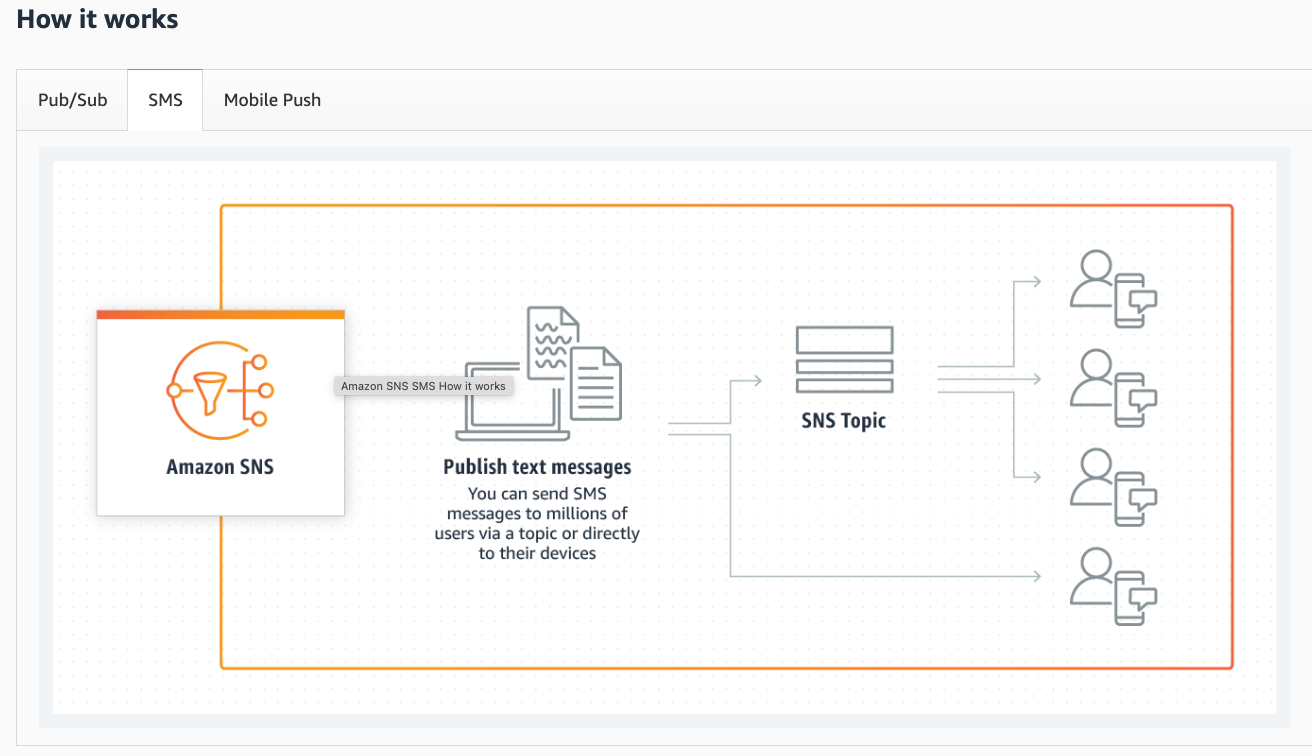 How it works
Pub/Sub
SMS
Mobile Push
Amazon SNS
Amazon SNS SMS How it works
Publish text messages
You can send SMS
messages to millions of
users via a topic or directly
to their devices
SNS Topic